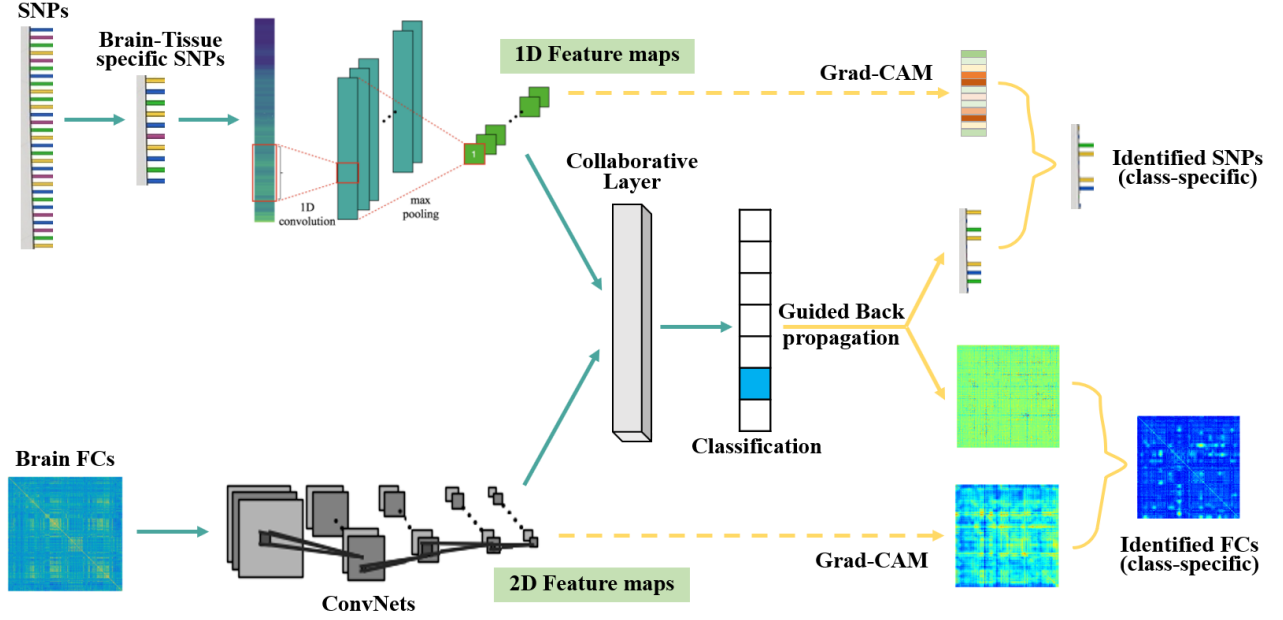 SNPs
Brain-Tissue
specific SNPs
1D Feature maps
Grad-CAM
1
1D
convolution
max
pooling
Collaborative
Layer
Identified SNPs
(class-specific)
Guided Back
propagation
Classification
Brain FCs
ConvNets
2D Feature maps
Grad-CAM
Identified FCs
(class-specific)